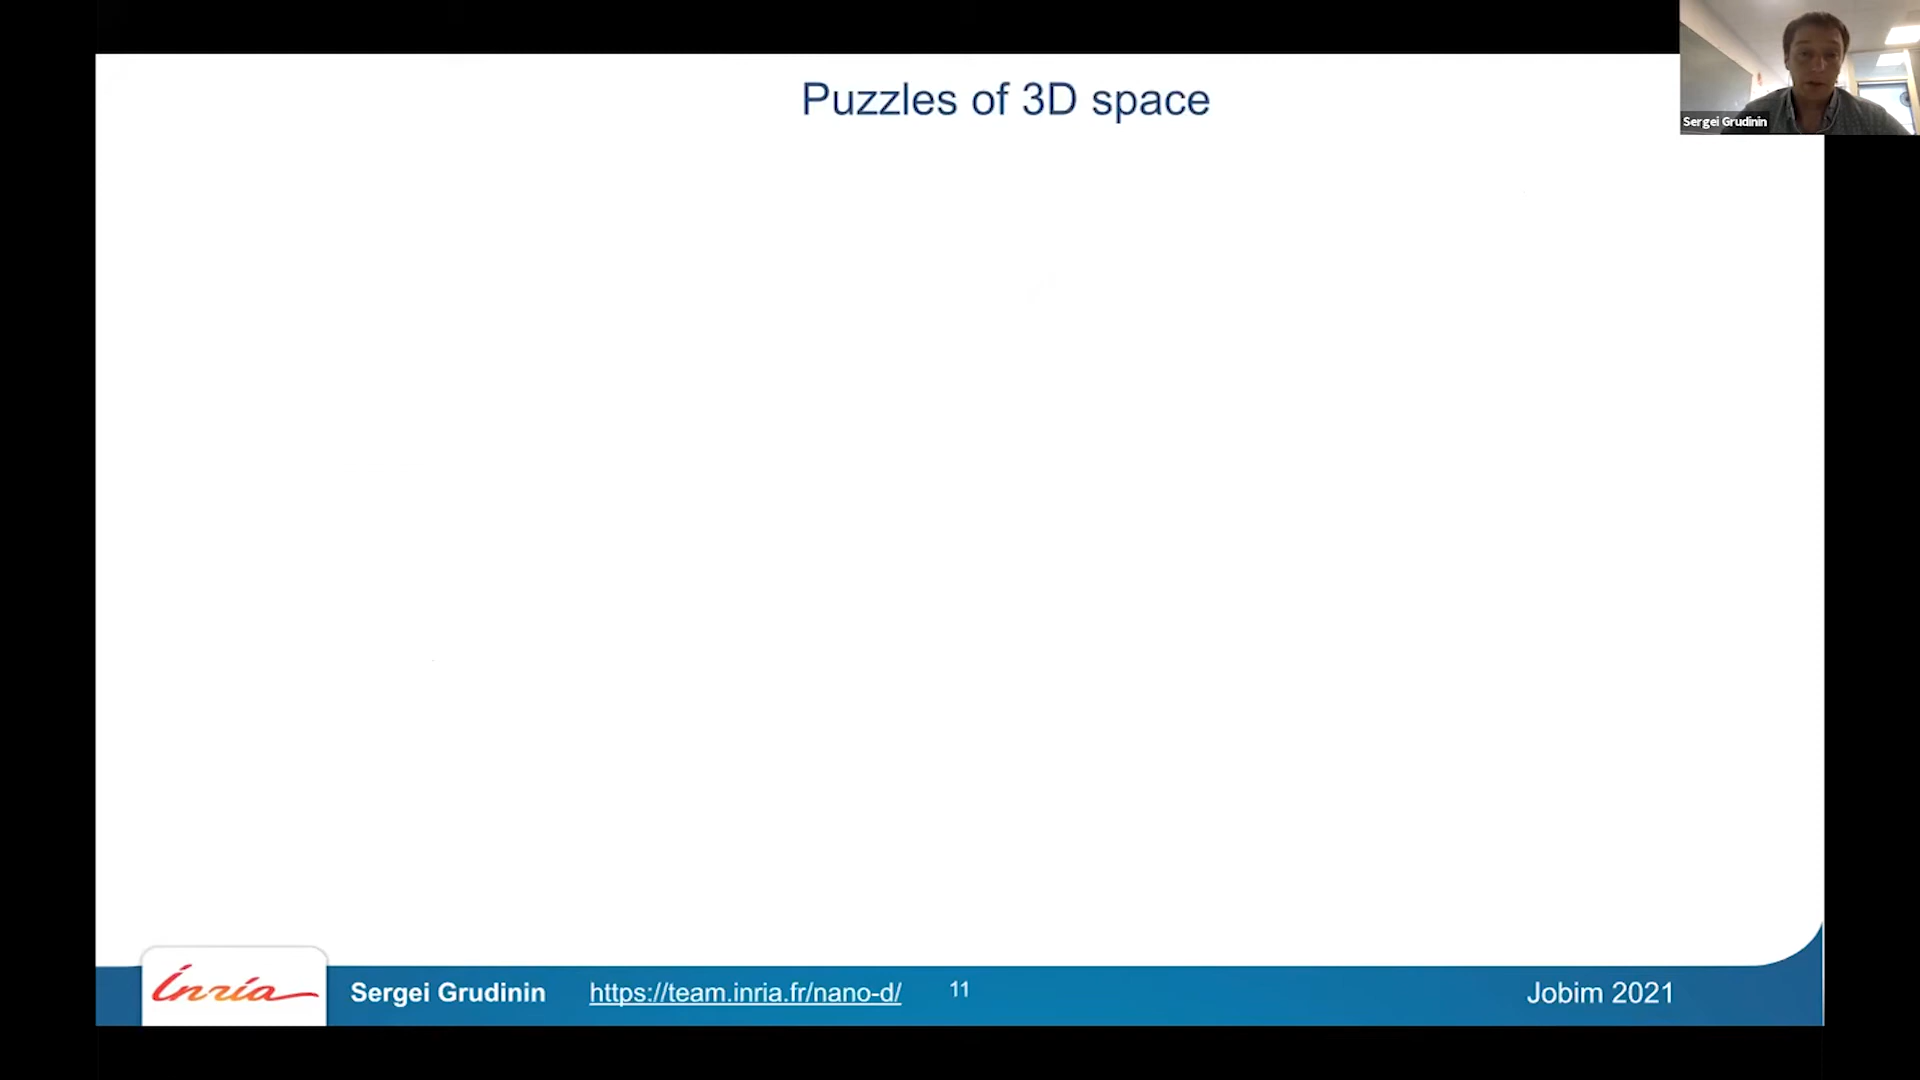 Puzzles of 3D space
Sergei Grudinin
Inria
Sergei Grudinin https://team.inria.fr/nano-d/ 11 Jobim 2021